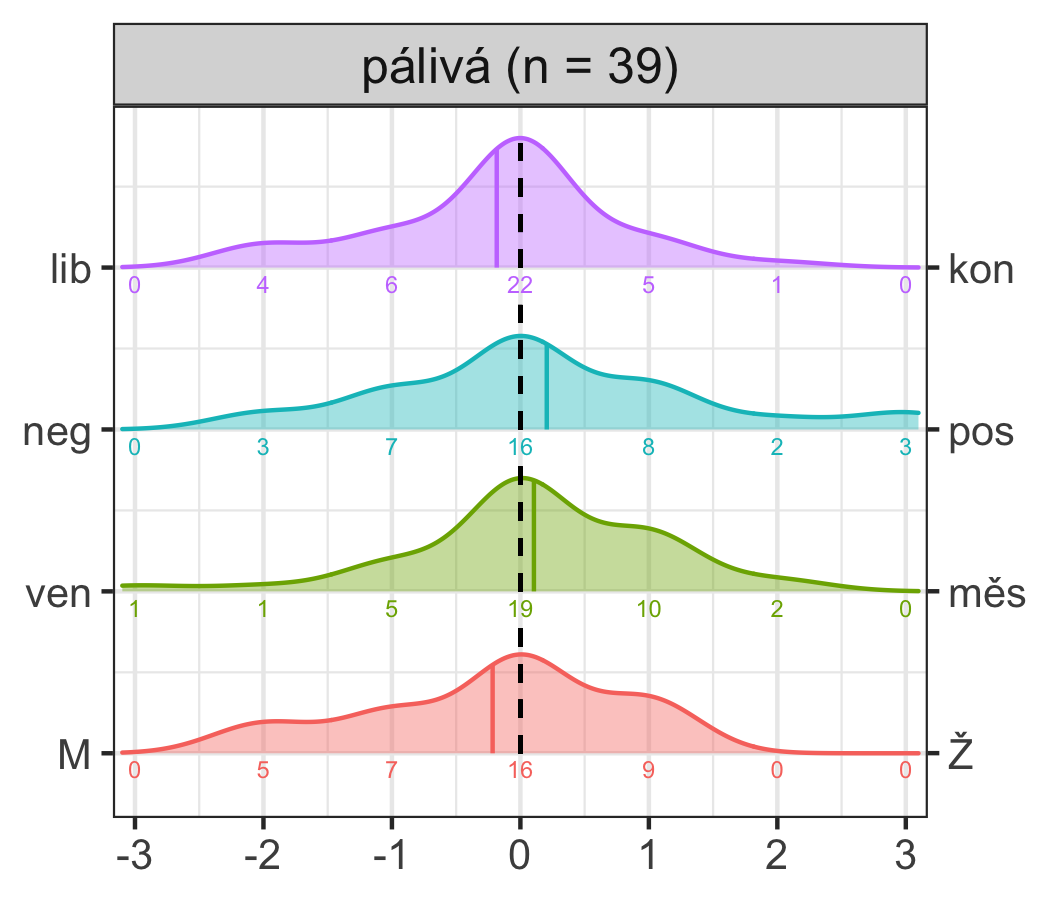 pálivá (n = 39)
lib kon
0 4 6 22 5 1 0
neg pos
0 3 7 16 8 2 3
ven měs
1 1 5 19 10 2 0
M Ž
0 5 7 16 9 0 0
-3 -2 -1 0 1 2 3